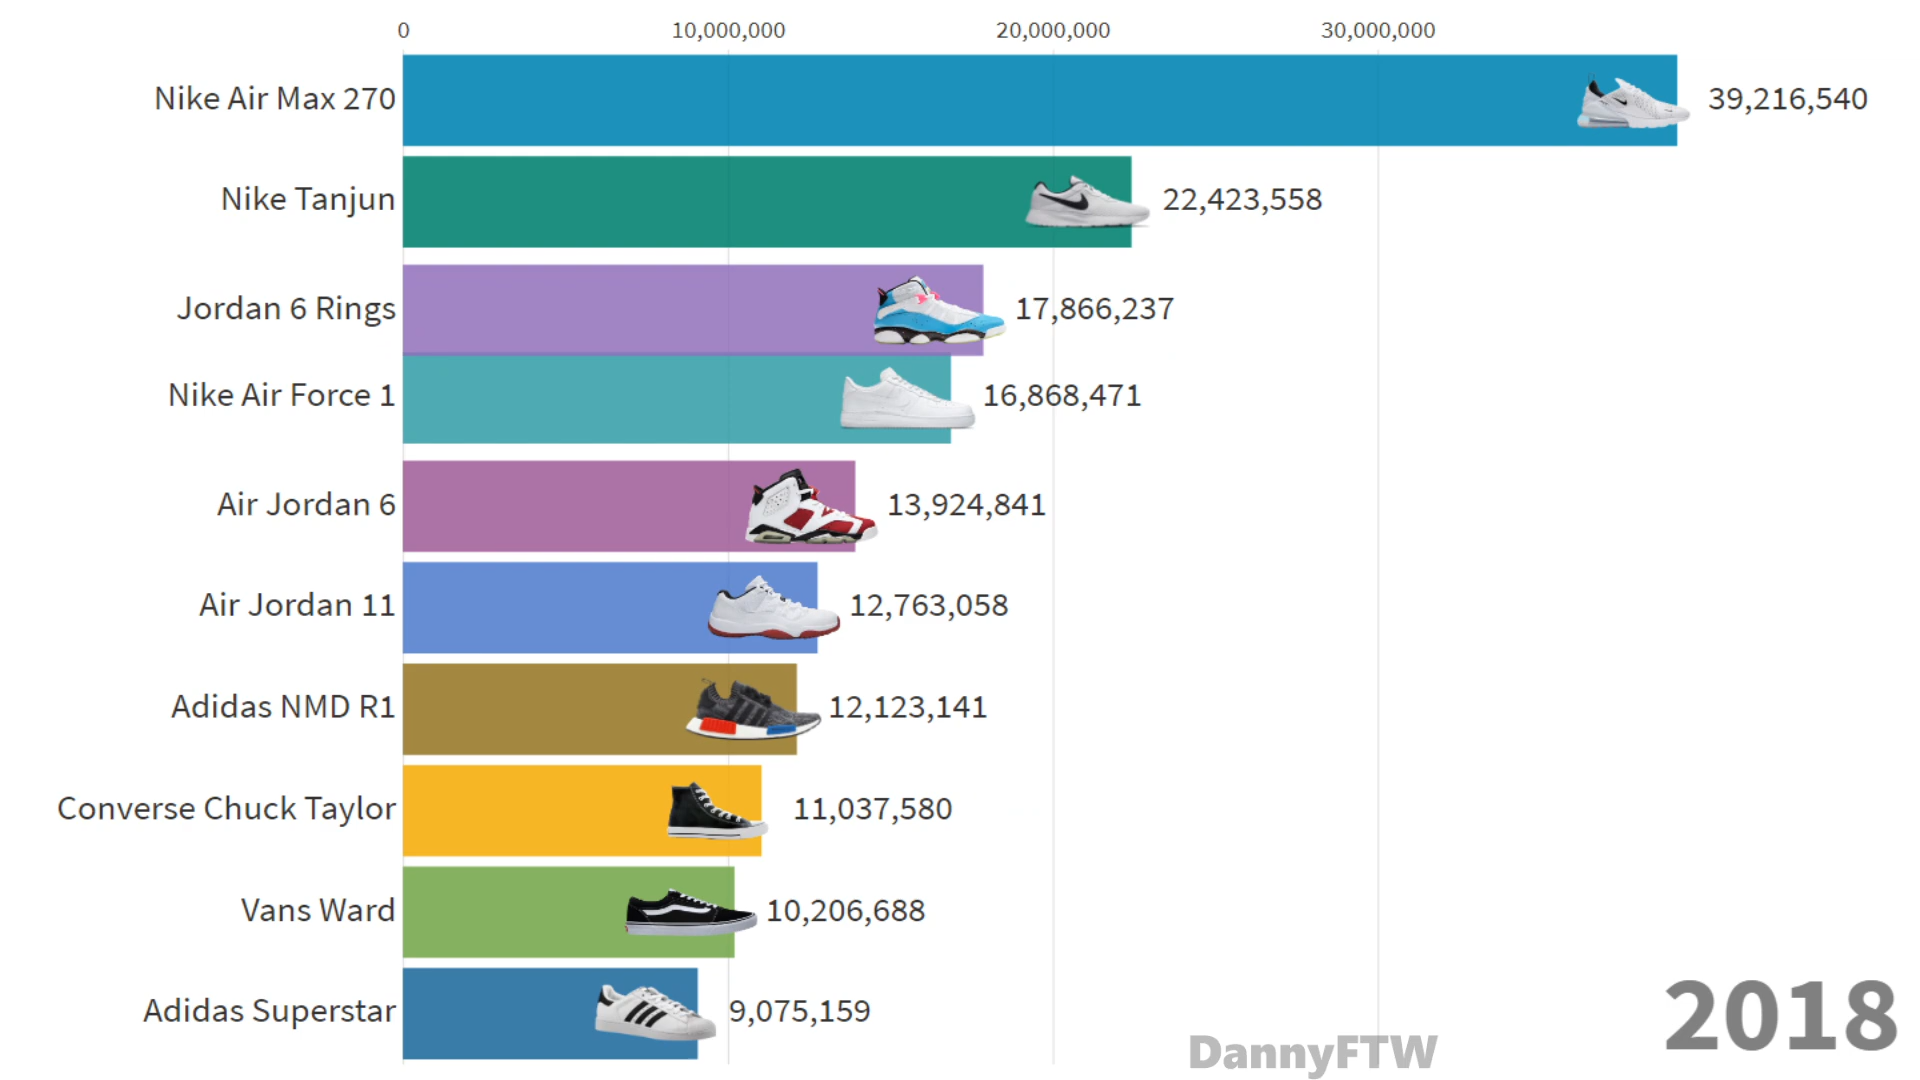 0 10,000,000 20,000,000 30,000,000
Nike Air Max 270 39,216,540
Nike Tanjun 22,423,558
Jordan 6 Rings 17,866,237
Nike Air Force 1 16,868,471
Air Jordan 6 13,924,841
Air Jordan 11 12,763,058
Adidas NMD R1 12,123,141
Converse Chuck Taylor 11,037,580
Vans Ward 10,206,688
Adidas Superstar 9,075,159
2018
DannyFTW